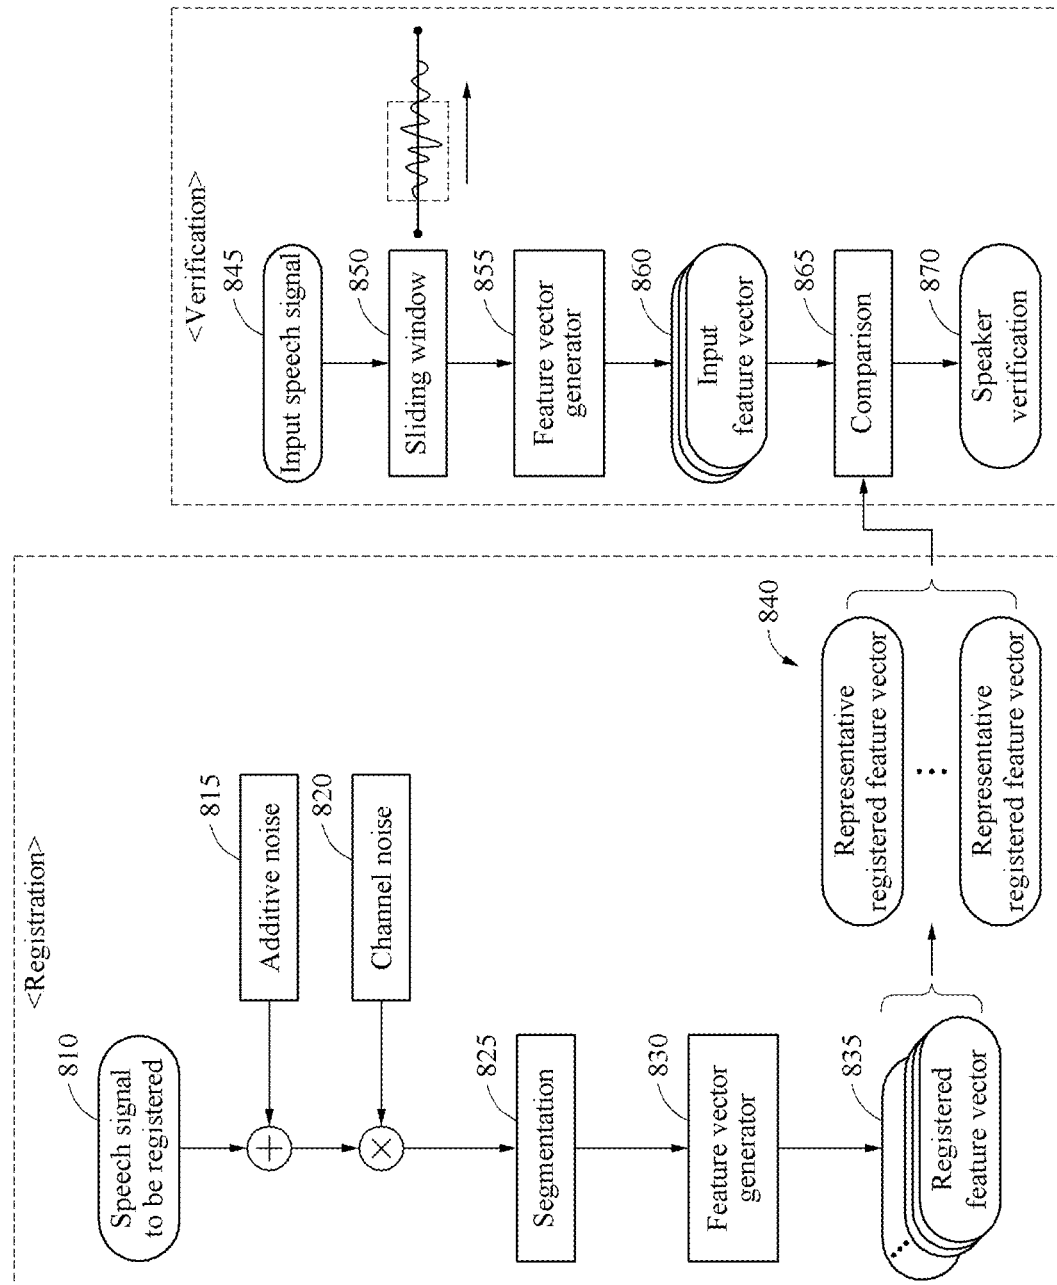 <Registration>
810
Speech signal
to be registered
815
Additive noise
820
Channel noise
825
Segmentation
830
Feature vector
generator
835
Registered
feature vector
840
Representative
registered feature vector
Representative
registered feature vector
<Verification>
845
Input speech signal
850
Sliding window
855
Feature vector
generator
860
Input
feature vector
865
Comparison
870
Speaker
verification